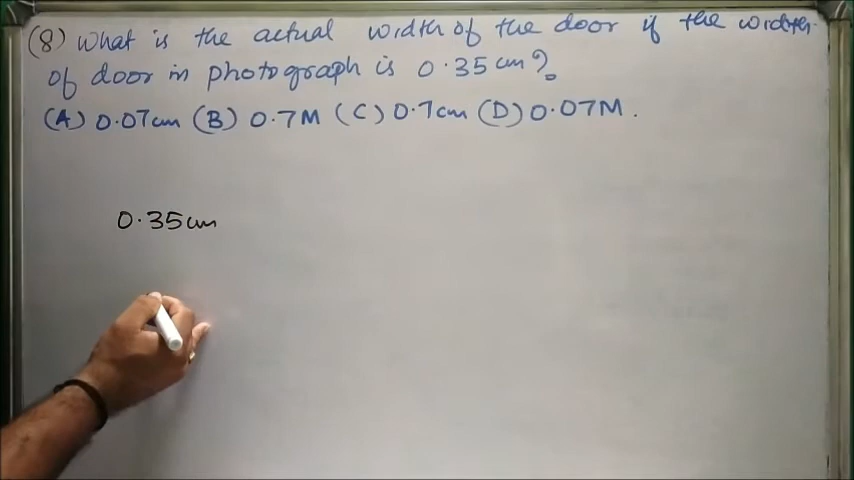 (8) What is the actual width of the door if the width
of door in photograph is 0.35 cm?
(A) 0.07cm (B) 0.7M (C) 0.7cm (D) 0.07M.
0.35cm